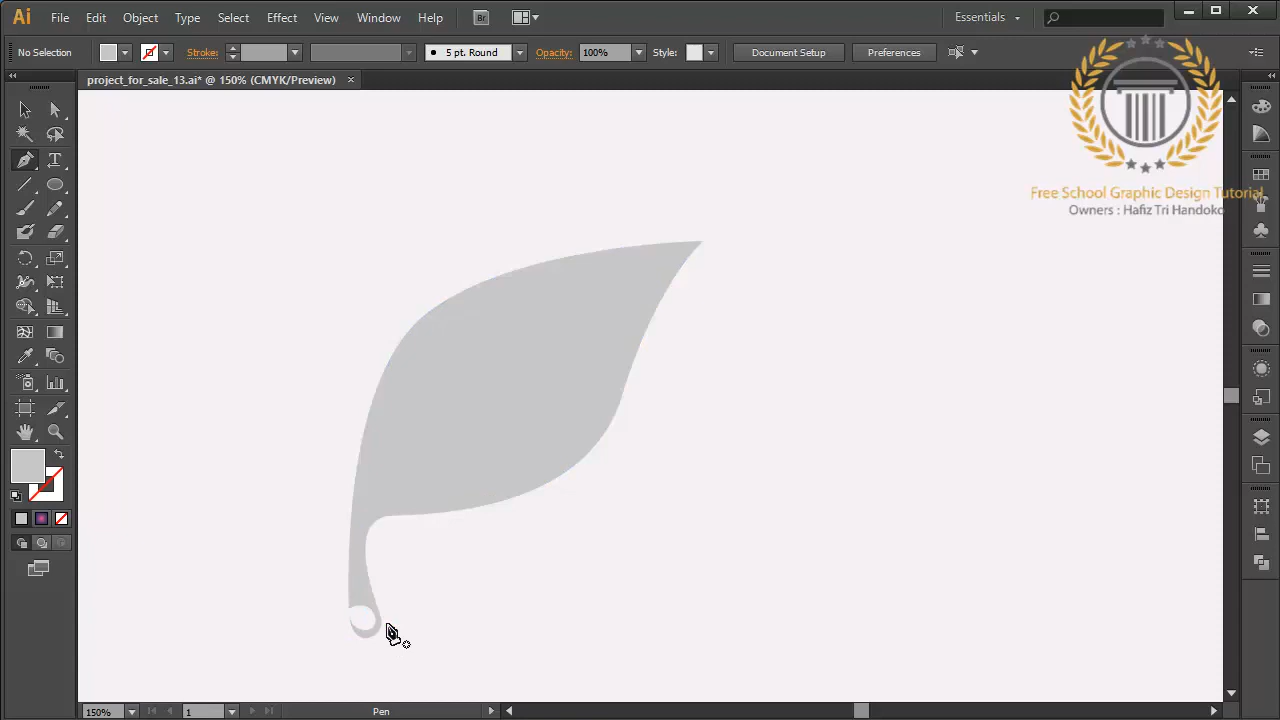 Ai File Edit Object Type Select Effect View Window Help Br Essentials
No Selection Stroke: 5 pt. Round Opacity: 100% Style: Document Setup Preferences
project_for_sale_13.ai* @ 150% (CMYK/Preview)
Free School Graphic Design Tutorial
Owners : Hafiz Tri Handoko
150% 1 Pen